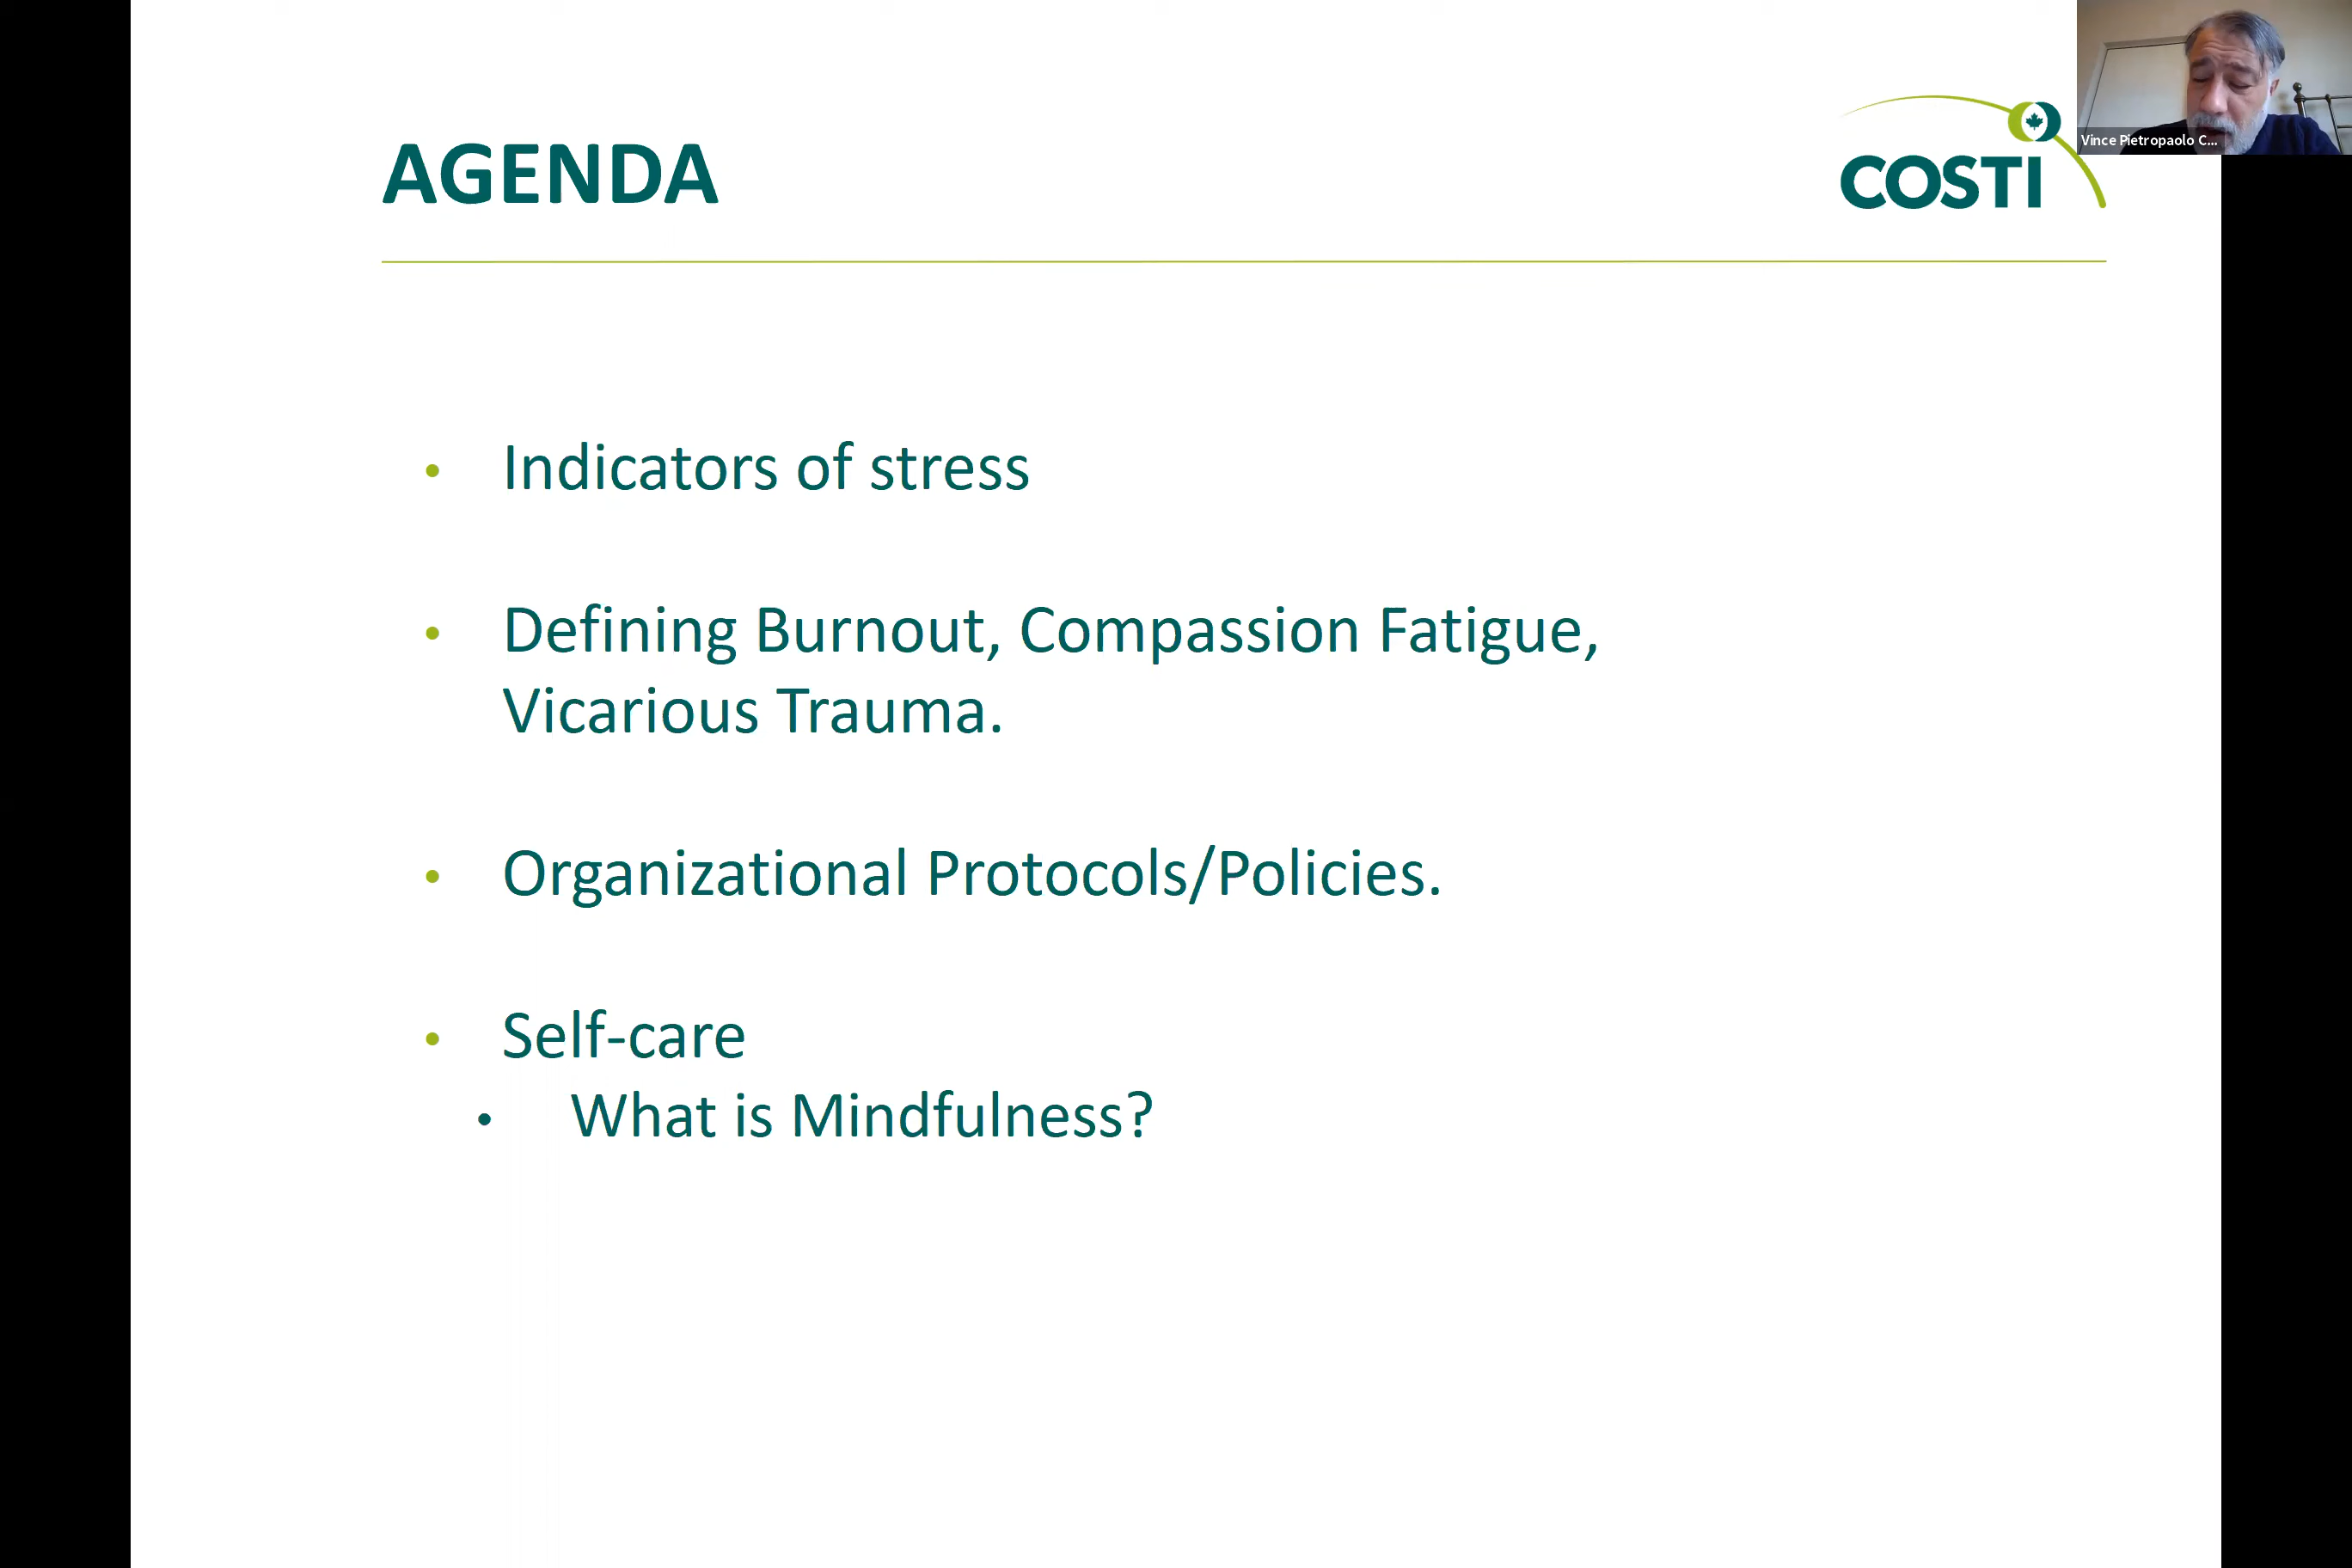 AGENDA
COSTI
Vince Pietropaolo C...
• Indicators of stress
• Defining Burnout, Compassion Fatigue,
Vicarious Trauma.
• Organizational Protocols/Policies.
• Self-care
• What is Mindfulness?